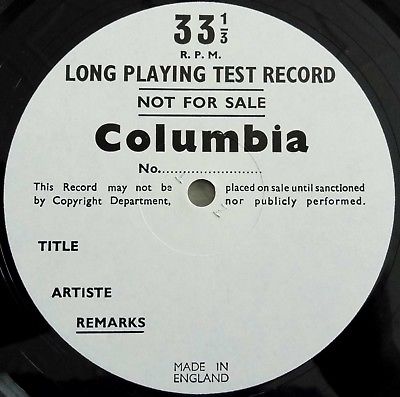 33⅓
R.P.M.
LONG PLAYING TEST RECORD
NOT FOR SALE
Columbia
No..........................
This Record may not be placed on sale until sanctioned
by Copyright Department, nor publicly performed.
TITLE
ARTISTE
REMARKS
MADE IN
ENGLAND